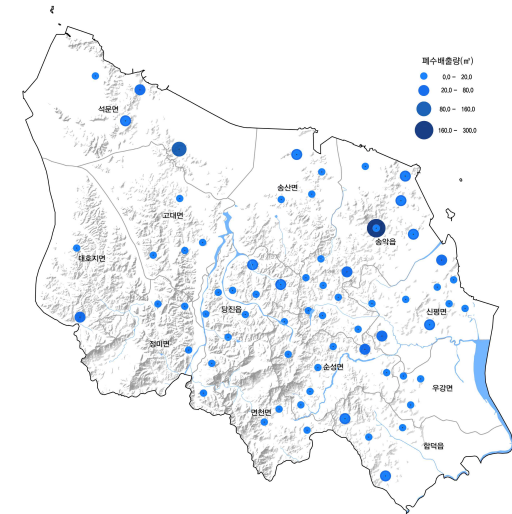 폐수배출량(㎥)
0.0 - 20.0
20.0 - 80.0
80.0 - 160.0
160.0 - 300.0
석문면
송산면
고대면
송악읍
대호지면
당진읍
신평면
정미면
순성면
우강면
면천면
합덕읍